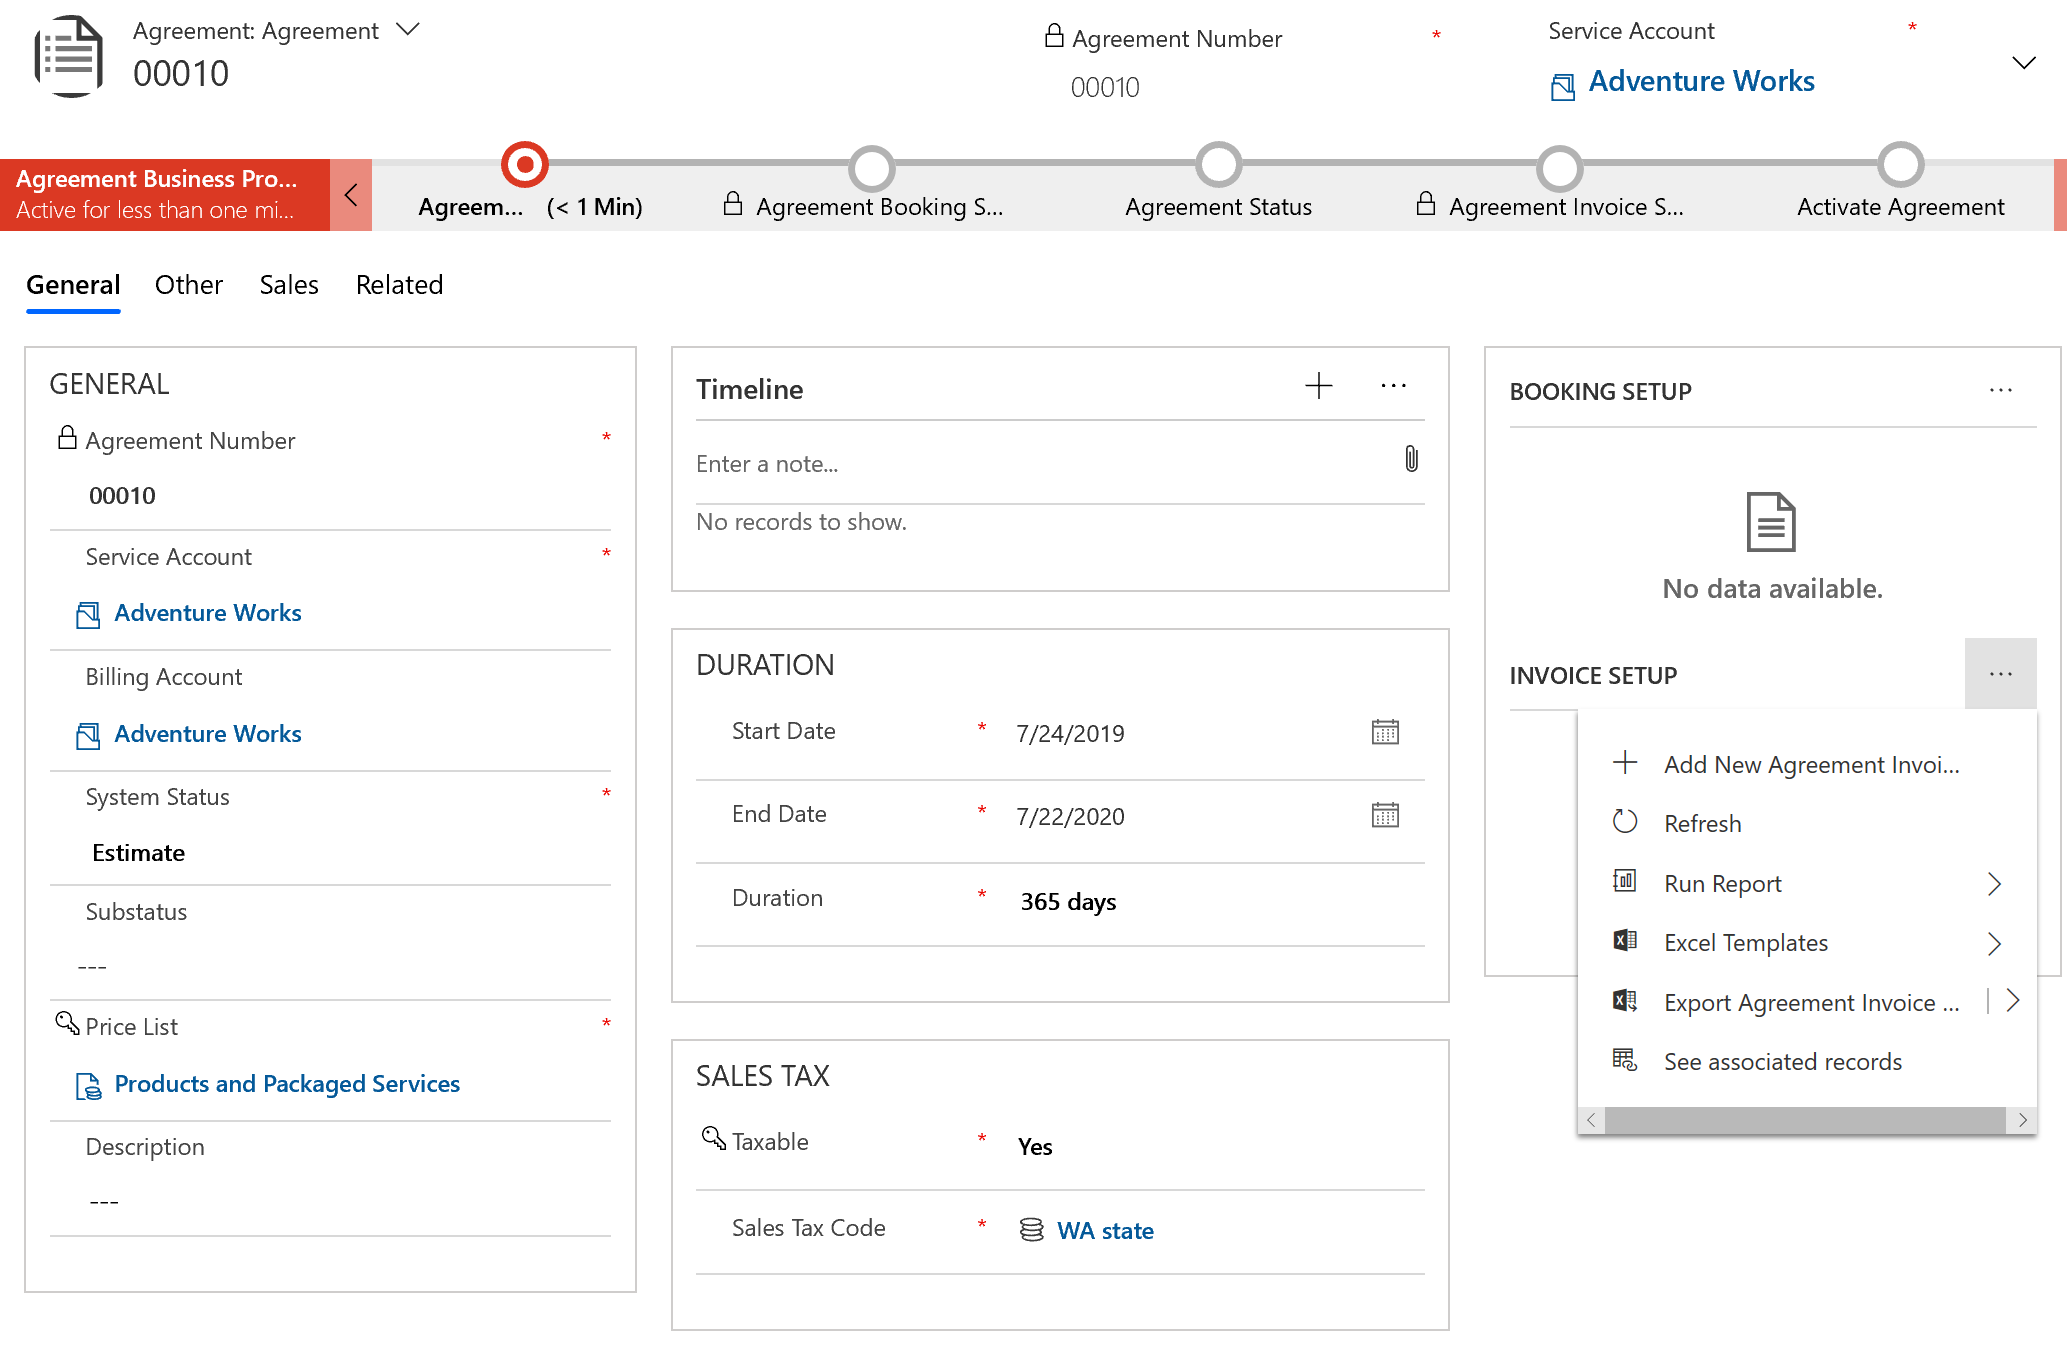 Agreement: Agreement
00010
Agreement Number *
00010
Service Account *
Adventure Works
Agreement Business Pro...
Active for less than one mi...
Agreem... (< 1 Min)
Agreement Booking S...
Agreement Status
Agreement Invoice S...
Activate Agreement
General Other Sales Related
GENERAL
Agreement Number *
00010
Service Account *
Adventure Works
Billing Account
Adventure Works
System Status *
Estimate
Substatus
---
Price List *
Products and Packaged Services
Description
---
Timeline
Enter a note...
No records to show.
DURATION
Start Date * 7/24/2019
End Date * 7/22/2020
Duration * 365 days
SALES TAX
Taxable * Yes
Sales Tax Code * WA state
BOOKING SETUP
No data available.
INVOICE SETUP
Add New Agreement Invoi...
Refresh
Run Report
Excel Templates
Export Agreement Invoice ...
See associated records